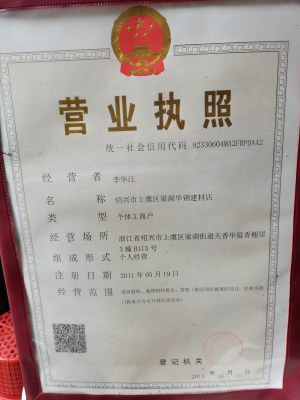 营业执照
统一社会信用代码 92330604MA2FBP0A42
经营者 李华江
名称 绍兴市上虞区梁湖华钢建材店
类型 个体工商户
经营场所 浙江省绍兴市上虞区梁湖街道天香华庭香榭居
3幢B113号
组成形式 个人经营
注册日期 2011年05月19日
经营范围
登记机关